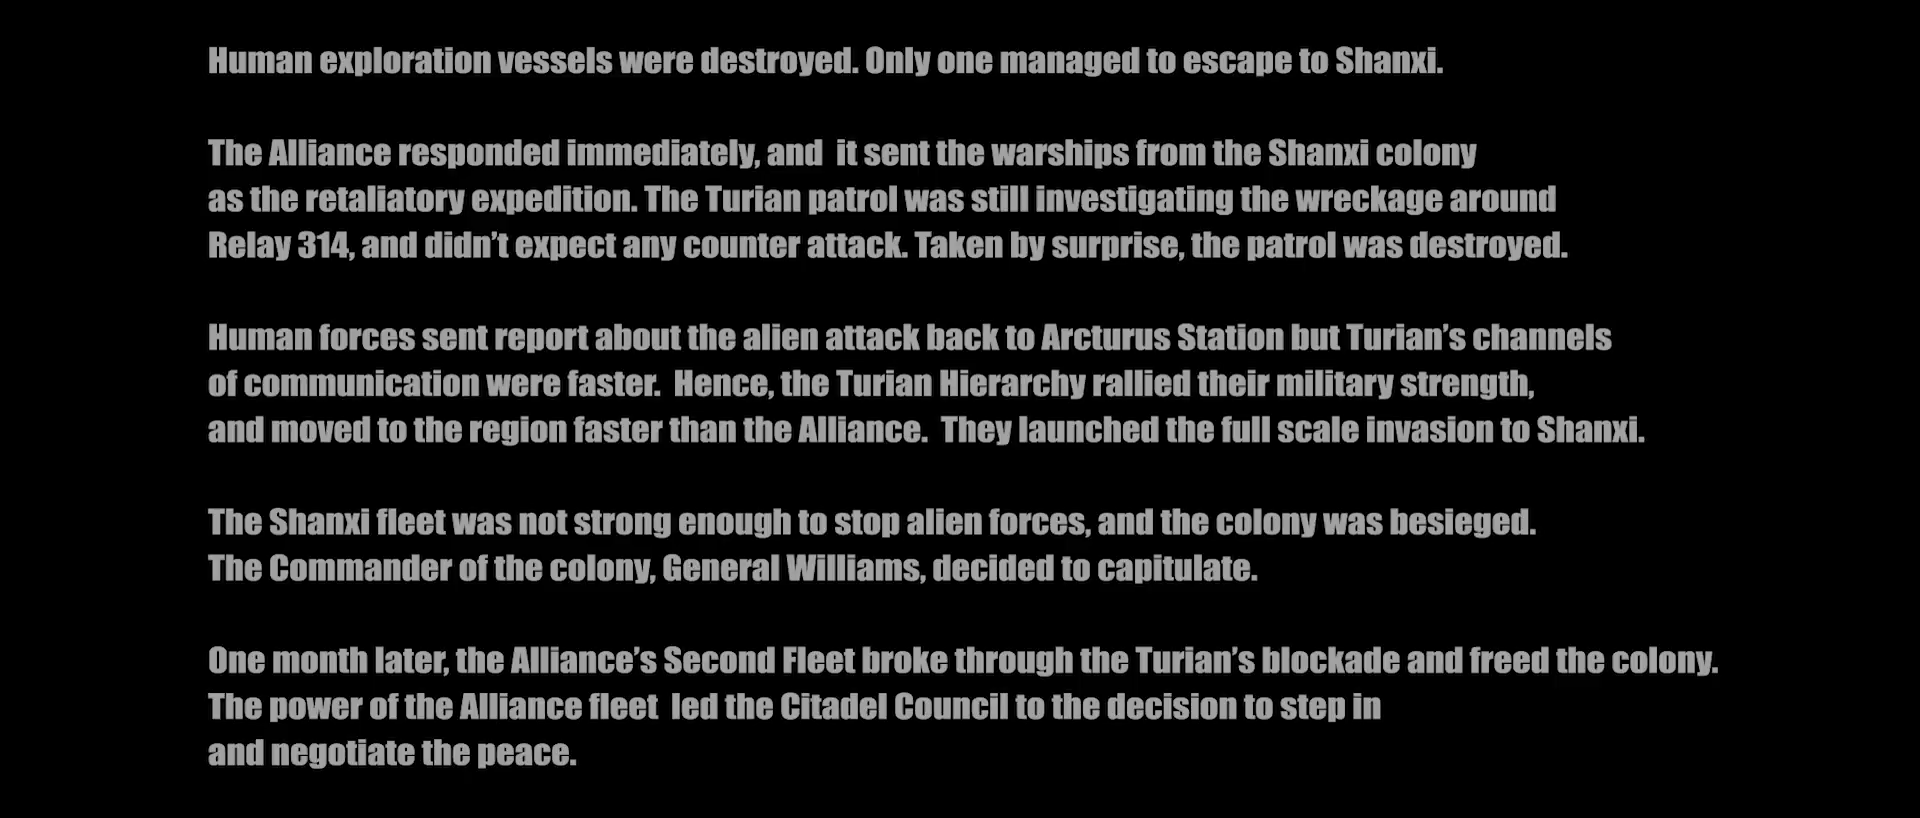 Human exploration vessels were destroyed. Only one managed to escape to Shanxi.
The Alliance responded immediately, and  it sent the warships from the Shanxi colony
as the retaliatory expedition. The Turian patrol was still investigating the wreckage around
Relay 314, and didn’t expect any counter attack. Taken by surprise, the patrol was destroyed.
Human forces sent report about the alien attack back to Arcturus Station but Turian’s channels
of communication were faster.  Hence, the Turian Hierarchy rallied their military strength,
and moved to the region faster than the Alliance.  They launched the full scale invasion to Shanxi.
The Shanxi fleet was not strong enough to stop alien forces, and the colony was besieged.
The Commander of the colony, General Williams, decided to capitulate.
One month later, the Alliance’s Second Fleet broke through the Turian’s blockade and freed the colony.
The power of the Alliance fleet  led the Citadel Council to the decision to step in
and negotiate the peace.